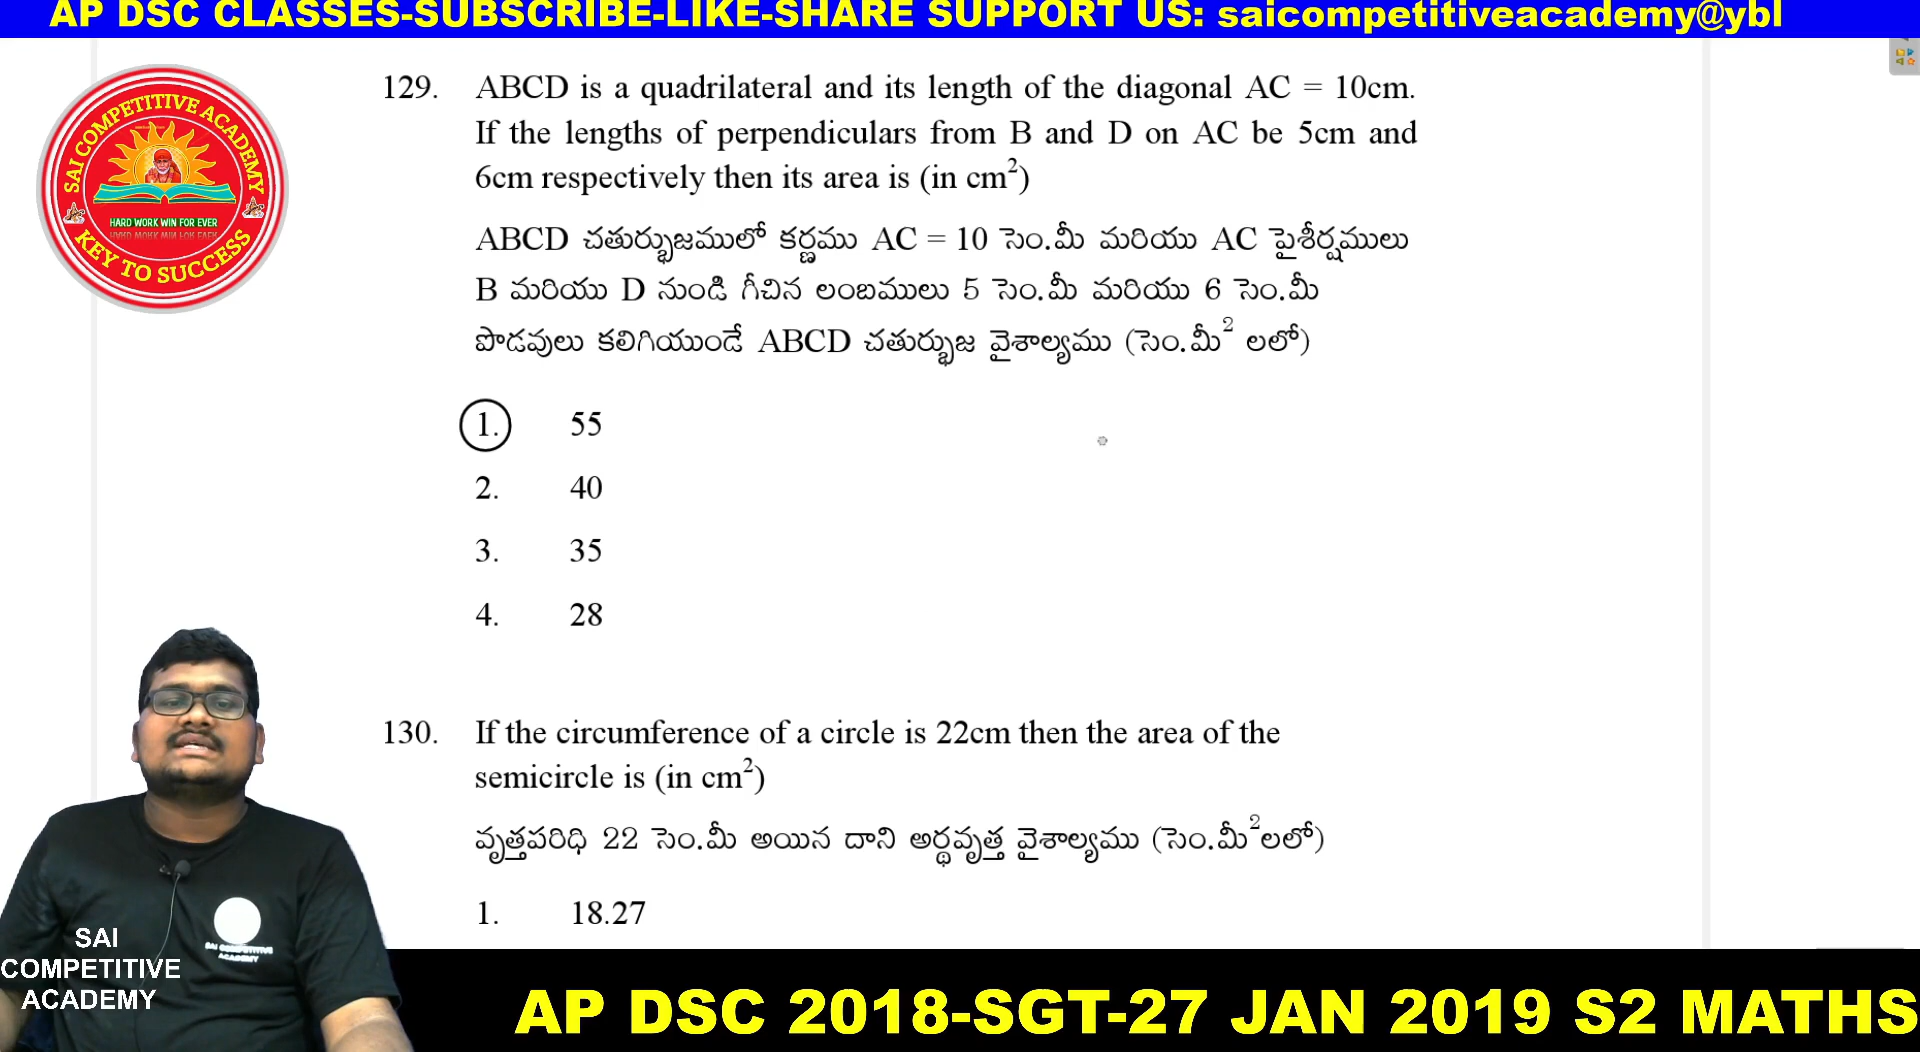 AP DSC CLASSES-SUBSCRIBE-LIKE-SHARE SUPPORT US: saicompetitiveacademy@ybl
SAI COMPETITIVE ACADEMY
HARD WORK WIN FOR EVER
KEY TO SUCCESS
129. ABCD is a quadrilateral and its length of the diagonal AC = 10cm.
If the lengths of perpendiculars from B and D on AC be 5cm and
6cm respectively then its area is (in cm²)
ABCD చతుర్భుజములో కర్ణము AC = 10 సెం.మీ మరియు AC పైశీర్షములు
B మరియు D నుండి గీచిన లంబములు 5 సెం.మీ మరియు 6 సెం.మీ
పొడవులు కలిగియుండే ABCD చతుర్భుజ వైశాల్యము (సెం.మీ² లలో)
1. 55
2. 40
3. 35
4. 28
130. If the circumference of a circle is 22cm then the area of the
semicircle is (in cm²)
వృత్తపరిధి 22 సెం.మీ అయిన దాని అర్థవృత్త వైశాల్యము (సెం.మీ²లలో)
1. 18.27
SAI COMPETITIVE
ACADEMY
SAI
COMPETITIVE
ACADEMY
AP DSC 2018-SGT-27 JAN 2019 S2 MATHS